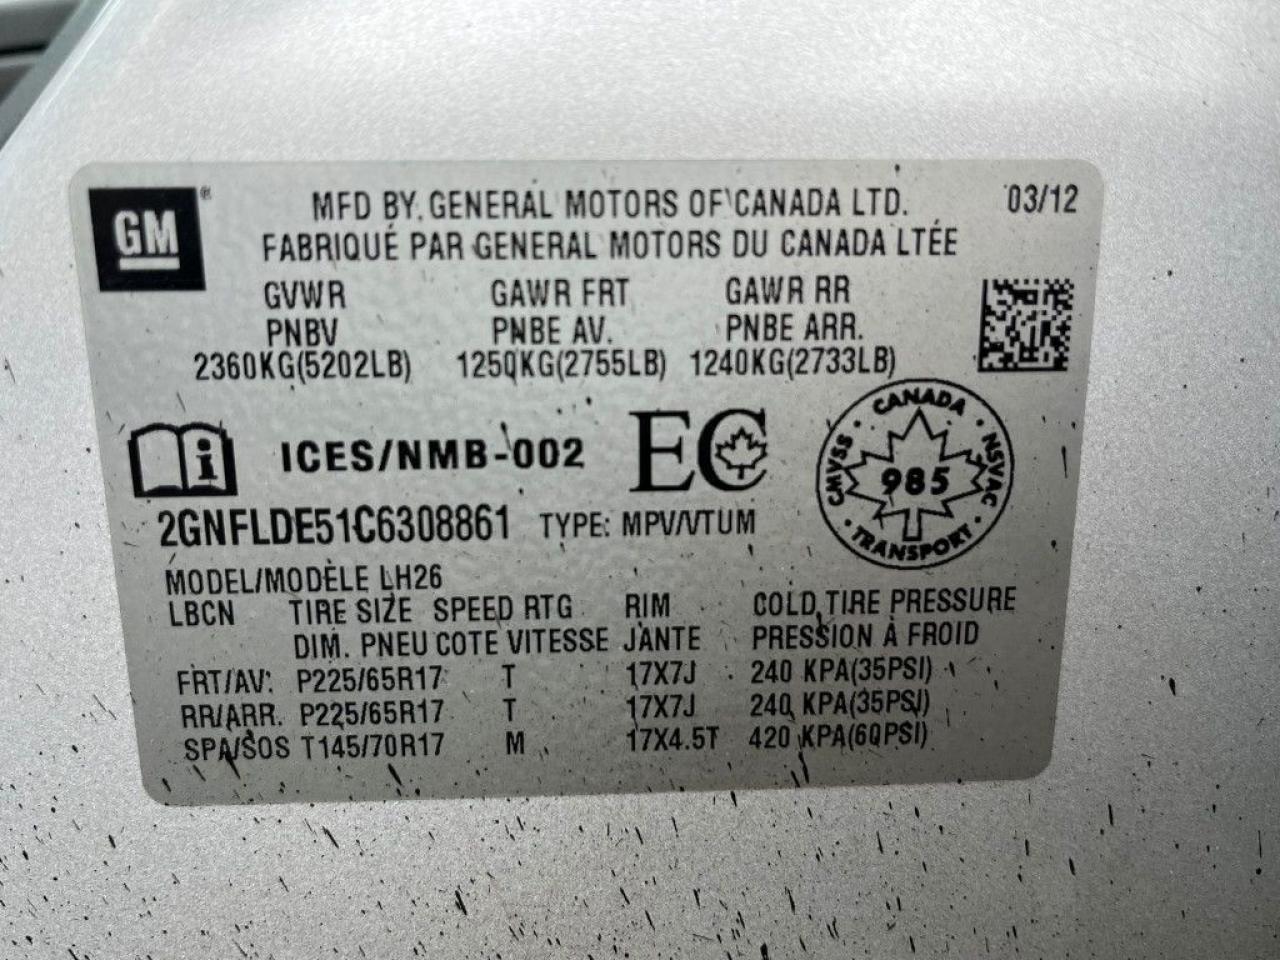 GM®
MFD BY GENERAL MOTORS OF CANADA LTD. 03/12
FABRIQUÉ PAR GENERAL MOTORS DU CANADA LTÉE
GVWR GAWR FRT GAWR RR
PNBV PNBE AV. PNBE ARR.
2360KG(5202LB) 1250KG(2755LB) 1240KG(2733LB)
i ICES/NMB-002 EC
CANADA
CMVSS 985 NSVAC
TRANSPORT
2GNFLDE51C6308861 TYPE: MPV/VTUM
MODEL/MODÈLE LH26
LBCN TIRE SIZE SPEED RTG RIM COLD TIRE PRESSURE
DIM. PNEU COTE VITESSE JANTE PRESSION À FROID
FRT/AV. P225/65R17 T 17X7J 240 KPA(35PSI)
RR/ARR. P225/65R17 T 17X7J 240 KPA(35PSI)
SPA/SOS T145/70R17 M 17X4.5T 420 KPA(60PSI)